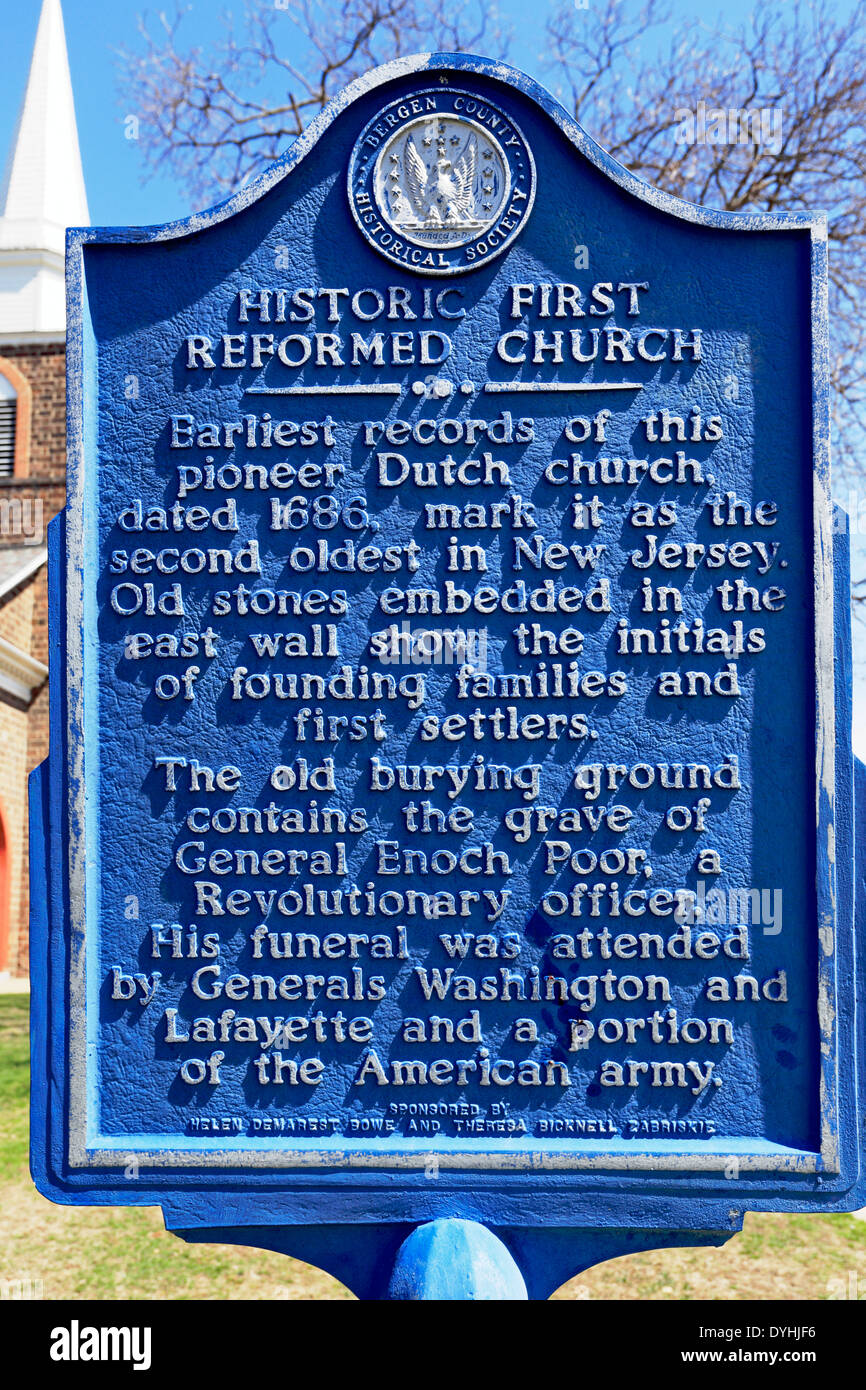 BERGEN COUNTY
HISTORICAL SOCIETY
HISTORIC FIRST
REFORMED CHURCH
Earliest records of this
pioneer Dutch church,
dated 1686, mark it as the
second oldest in New Jersey.
Old stones embedded in the
east wall show the initials
of founding families and
first settlers.
The old burying ground
contains the grave of
General Enoch Poor, a
Revolutionary officer.
His funeral was attended
by Generals Washington and
Lafayette and a portion
of the American army.
SPONSORED BY
HELEN DEMAREST BOWE AND THERESA BICKNELL ZABRISKIE
alamy
Image ID: DYHJF6
www.alamy.com